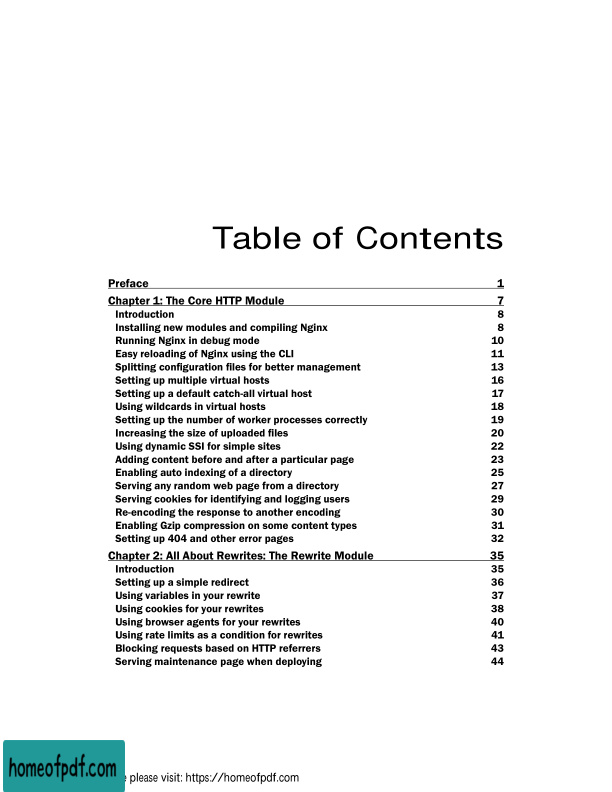 Table of Contents
Preface 1
Chapter 1: The Core HTTP Module 7
Introduction 8
Installing new modules and compiling Nginx 8
Running Nginx in debug mode 10
Easy reloading of Nginx using the CLI 11
Splitting configuration files for better management 13
Setting up multiple virtual hosts 16
Setting up a default catch-all virtual host 17
Using wildcards in virtual hosts 18
Setting up the number of worker processes correctly 19
Increasing the size of uploaded files 20
Using dynamic SSI for simple sites 22
Adding content before and after a particular page 23
Enabling auto indexing of a directory 25
Serving any random web page from a directory 27
Serving cookies for identifying and logging users 29
Re-encoding the response to another encoding 30
Enabling Gzip compression on some content types 31
Setting up 404 and other error pages 32
Chapter 2: All About Rewrites: The Rewrite Module 35
Introduction 35
Setting up a simple redirect 36
Using variables in your rewrite 37
Using cookies for your rewrites 38
Using browser agents for your rewrites 40
Using rate limits as a condition for rewrites 41
Blocking requests based on HTTP referrers 43
Serving maintenance page when deploying 44
homeofpdf.com
please visit: https://homeofpdf.com